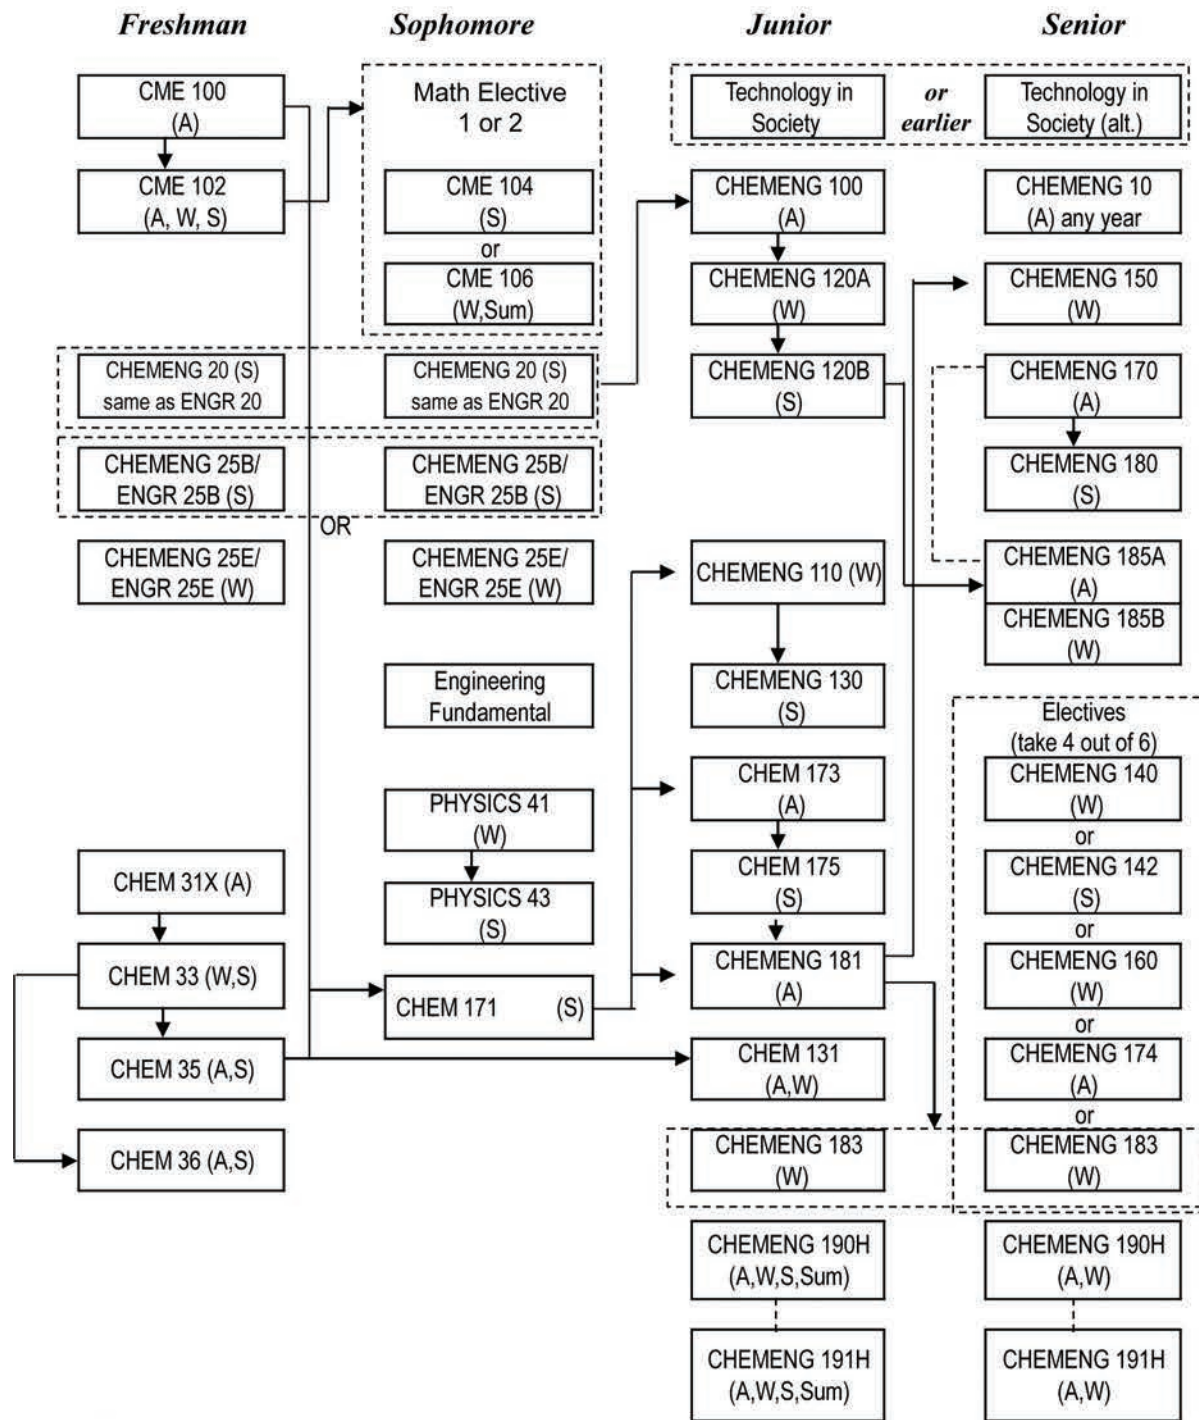 Freshman
Sophomore
Junior
Senior
CME 100
(A)
CME 102
(A, W, S)
CHEMENG 20 (S)
same as ENGR 20
CHEMENG 25B/
ENGR 25B (S)
OR
CHEMENG 25E/
ENGR 25E (W)
CHEM 31X (A)
CHEM 33 (W,S)
CHEM 35 (A,S)
CHEM 36 (A,S)
Math Elective
1 or 2
CME 104
(S)
or
CME 106
(W,Sum)
CHEMENG 20 (S)
same as ENGR 20
CHEMENG 25B/
ENGR 25B (S)
CHEMENG 25E/
ENGR 25E (W)
Engineering
Fundamental
PHYSICS 41
(W)
PHYSICS 43
(S)
CHEM 171 (S)
Technology in
Society
or
earlier
Technology in
Society (alt.)
CHEMENG 100
(A)
CHEMENG 120A
(W)
CHEMENG 120B
(S)
CHEMENG 110 (W)
CHEMENG 130
(S)
CHEM 173
(A)
CHEM 175
(S)
CHEMENG 181
(A)
CHEM 131
(A,W)
CHEMENG 183
(W)
CHEMENG 190H
(A,W,S,Sum)
CHEMENG 191H
(A,W,S,Sum)
CHEMENG 10
(A) any year
CHEMENG 150
(W)
CHEMENG 170
(A)
CHEMENG 180
(S)
CHEMENG 185A
(A)
CHEMENG 185B
(W)
Electives
(take 4 out of 6)
CHEMENG 140
(W)
or
CHEMENG 142
(S)
or
CHEMENG 160
(W)
or
CHEMENG 174
(A)
or
CHEMENG 183
(W)
CHEMENG 190H
(A,W)
CHEMENG 191H
(A,W)